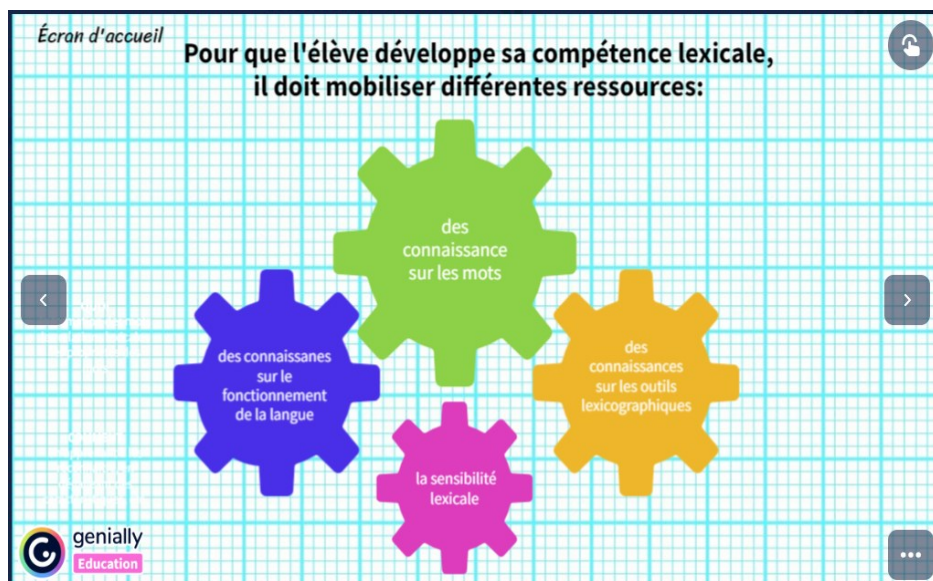 Écran d'accueil
Pour que l'élève développe sa compétence lexicale,
il doit mobiliser différentes ressources:
des
connaissance
sur les mots
des connaissanes
sur le
fonctionnement
de la langue
des
connaissances
sur les outils
lexicographiques
la sensibilité
lexicale
genially
Education